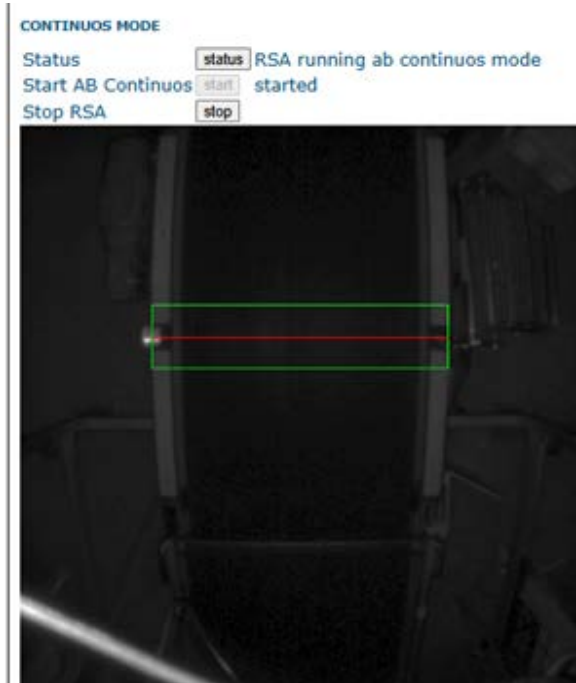 CONTINUOS MODE
Status status RSA running ab continuos mode
Start AB Continuos start started
Stop RSA stop